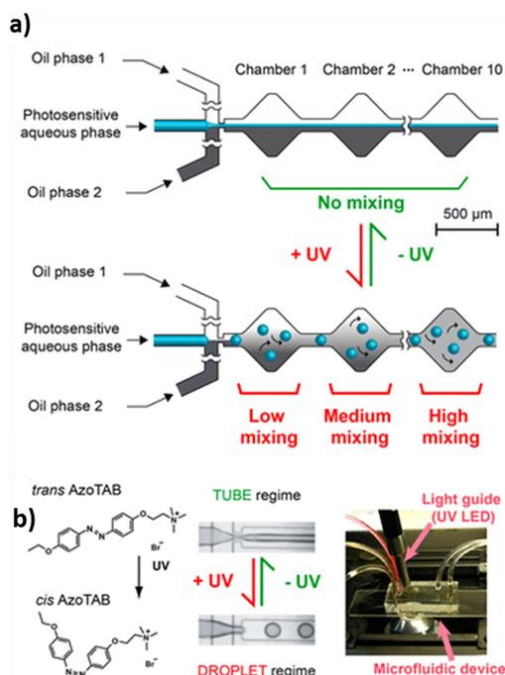 a)
Oil phase 1
Chamber 1
Chamber 2
...
Chamber 10
Photosensitive
aqueous phase
Oil phase 2
No mixing
500 µm
+ UV
- UV
Oil phase 1
Photosensitive
aqueous phase
Oil phase 2
Low
mixing
Medium
mixing
High
mixing
b)
trans AzoTAB
N=N
O
N+
O
Br−
UV
cis AzoTAB
O
N=N
O
N+
Br−
TUBE regime
+ UV
- UV
DROPLET regime
Light guide
(UV LED)
Microfluidic device